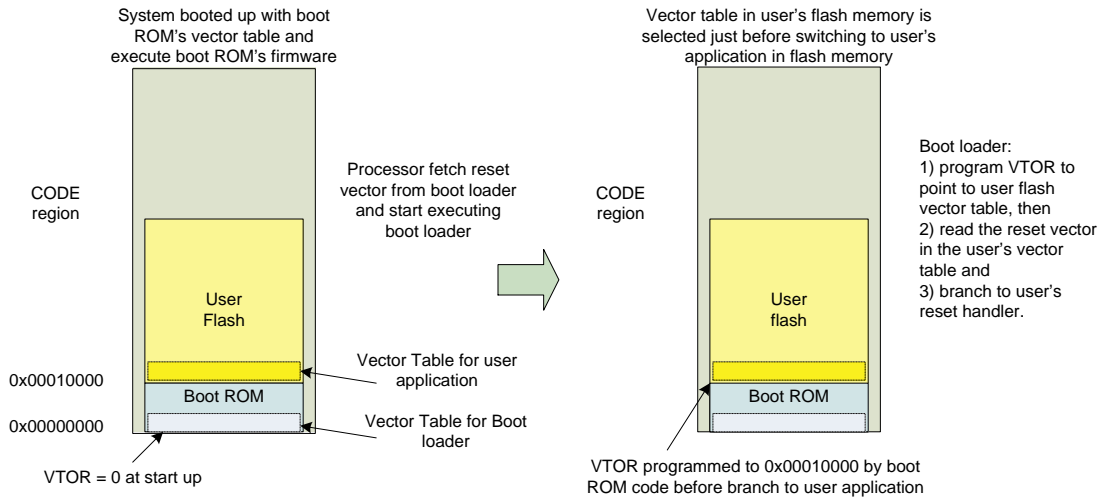 System booted up with boot
ROM's vector table and
execute boot ROM's firmware
CODE
region
Processor fetch reset
vector from boot loader
and start executing
boot loader
User
Flash
Vector Table for user
application
0x00010000
Boot ROM
0x00000000
Vector Table for Boot
loader
VTOR = 0 at start up
Vector table in user's flash memory is
selected just before switching to user's
application in flash memory
CODE
region
User
flash
Boot ROM
Boot loader:
1) program VTOR to
point to user flash
vector table, then
2) read the reset vector
in the user's vector
table and
3) branch to user's
reset handler.
VTOR programmed to 0x00010000 by boot
ROM code before branch to user application